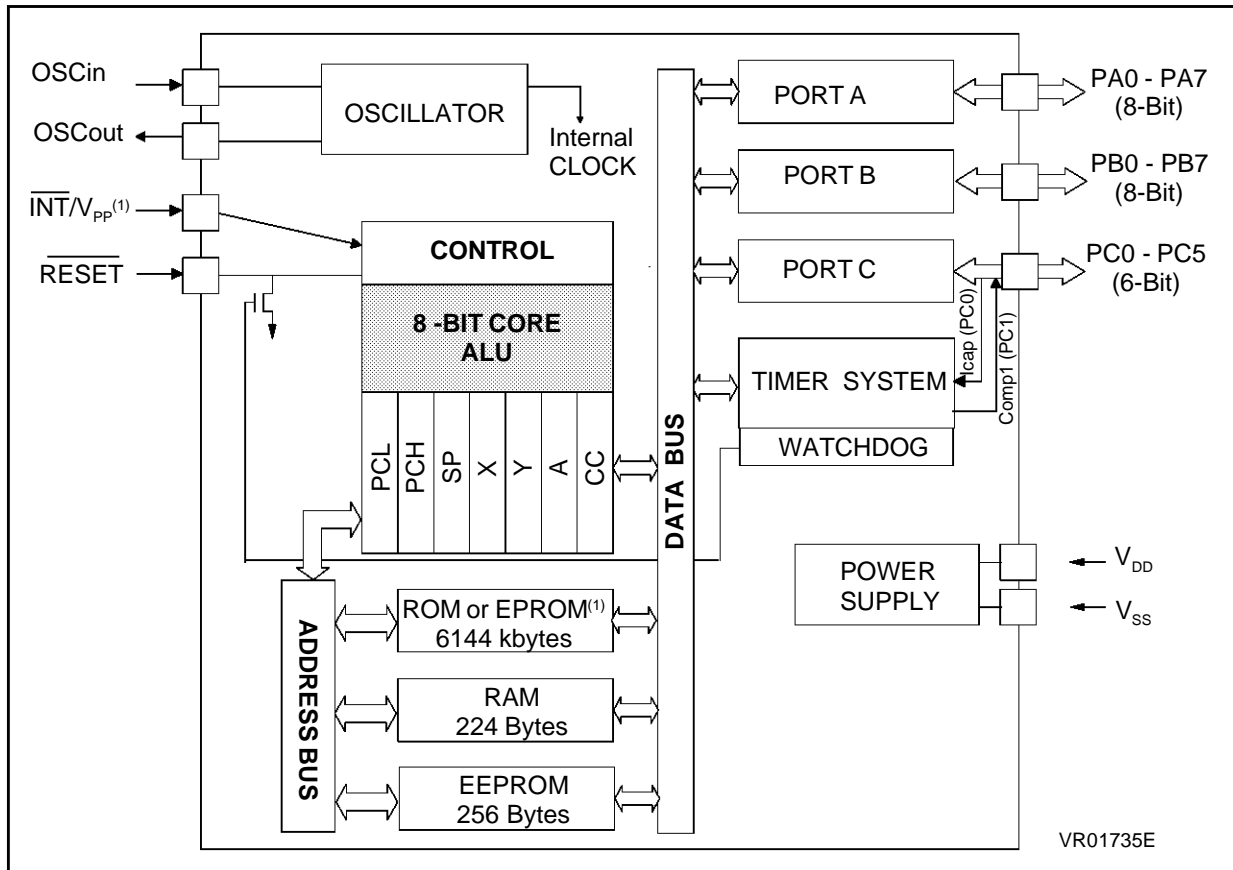 OSCin
OSCout
INT/VPP(1)
RESET
OSCILLATOR
Internal
CLOCK
CONTROL
8 -BIT CORE
ALU
PCL
PCH
SP
X
Y
A
CC
ADDRESS BUS
ROM or EPROM(1)
6144 kbytes
RAM
224 Bytes
EEPROM
256 Bytes
DATA BUS
PORT A
PORT B
PORT C
TIMER SYSTEM
WATCHDOG
Icap (PC0)
Comp1 (PC1)
POWER
SUPPLY
PA0 - PA7
(8-Bit)
PB0 - PB7
(8-Bit)
PC0 - PC5
(6-Bit)
VDD
VSS
VR01735E